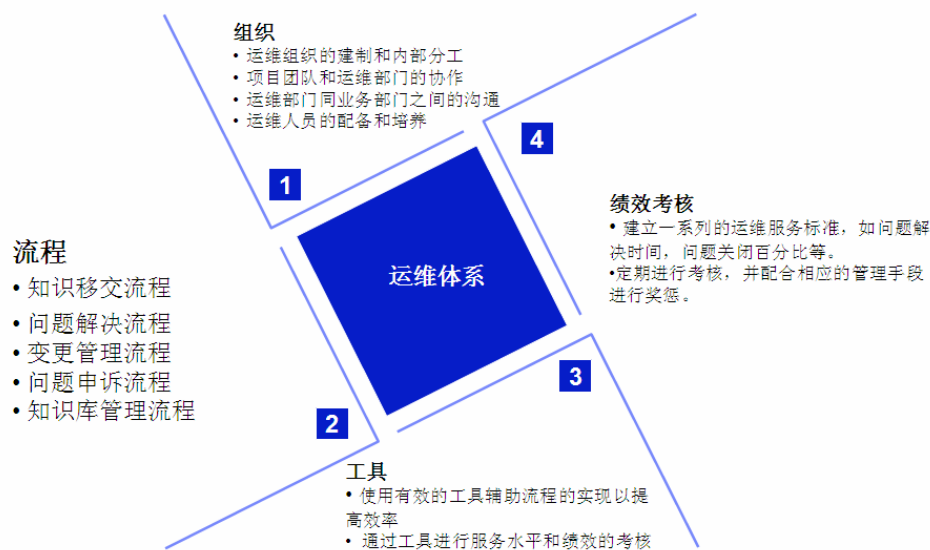 组织
• 运维组织的建制和内部分工
• 项目团队和运维部门的协作
• 运维部门同业务部门之间的沟通
• 运维人员的配备和培养
1
4
绩效考核
• 建立一系列的运维服务标准，如问题解
决时间，问题关闭百分比等。
•定期进行考核，并配合相应的管理手段
进行奖惩。
流程
• 知识移交流程
• 问题解决流程
• 变更管理流程
• 问题申诉流程
• 知识库管理流程
运维体系
3
2
工具
• 使用有效的工具辅助流程的实现以提
高效率
• 通过工具进行服务水平和绩效的考核